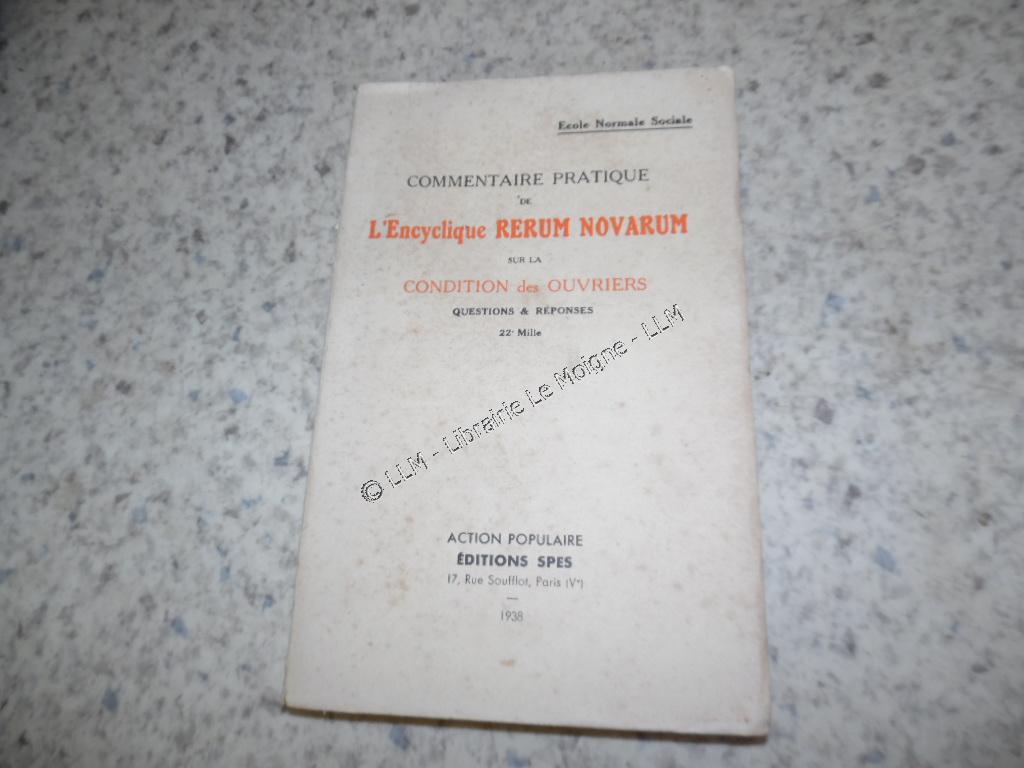 Ecole Normale Sociale
COMMENTAIRE PRATIQUE
DE
L'Encyclique RERUM NOVARUM
SUR LA
CONDITION des OUVRIERS
QUESTIONS & RÉPONSES
22e Mille
© LLM - Librairie Le Moigne - LLM
ACTION POPULAIRE
ÉDITIONS SPES
17, Rue Soufflot, Paris (Ve)
1938